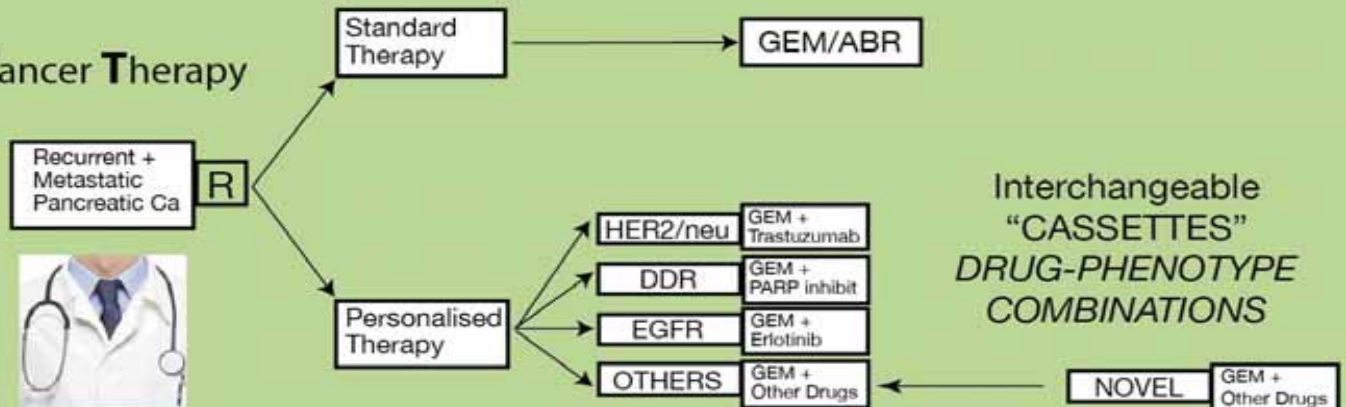 ancer Therapy
Standard
Therapy
GEM/ABR
Recurrent +
Metastatic
Pancreatic Ca
R
Personalised
Therapy
HER2/neu
GEM +
Trastuzumab
DDR
GEM +
PARP inhibit
EGFR
GEM +
Erlotinib
OTHERS
GEM +
Other Drugs
Interchangeable
“CASSETTES”
DRUG-PHENOTYPE
COMBINATIONS
NOVEL
GEM +
Other Drugs